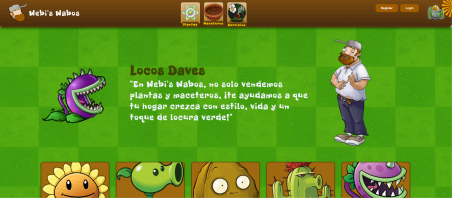 Webi's Wabos
Plantas
Maceteros
Servicios
Register
Login
Locos Daves
"En Webi's Wabos, no solo vendemos
plantas y maceteros, ¡te ayudamos a que
tu hogar crezca con estilo, vida y un
toque de locura verde!"